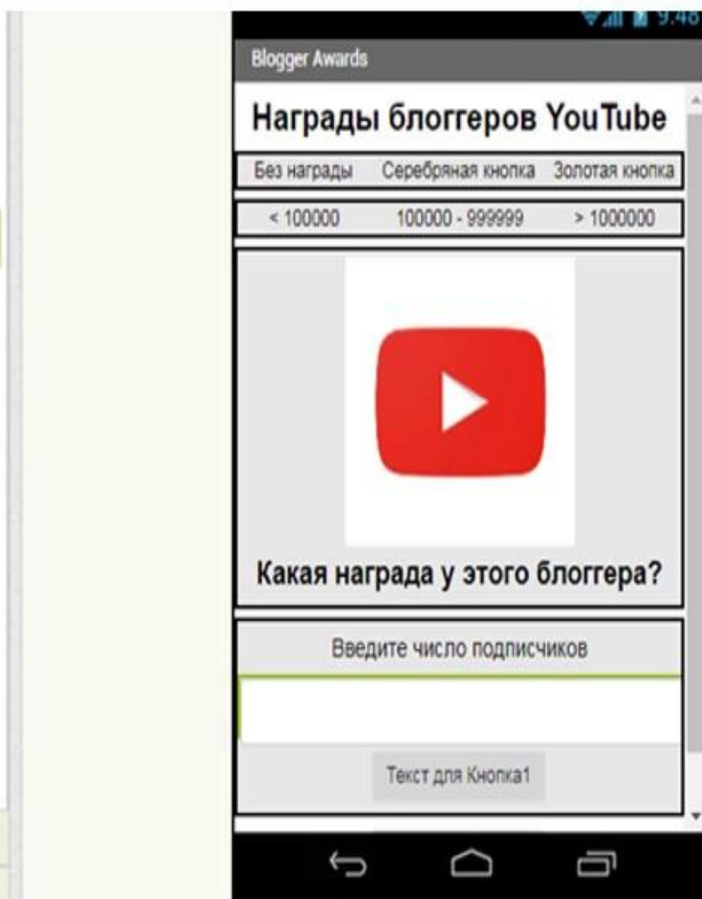 9:48
Blogger Awards
Награды блоггеров YouTube
Без награды Серебряная кнопка Золотая кнопка
< 100000 100000 - 999999 > 1000000
Какая награда у этого блоггера?
Введите число подписчиков
Текст для Кнопка1